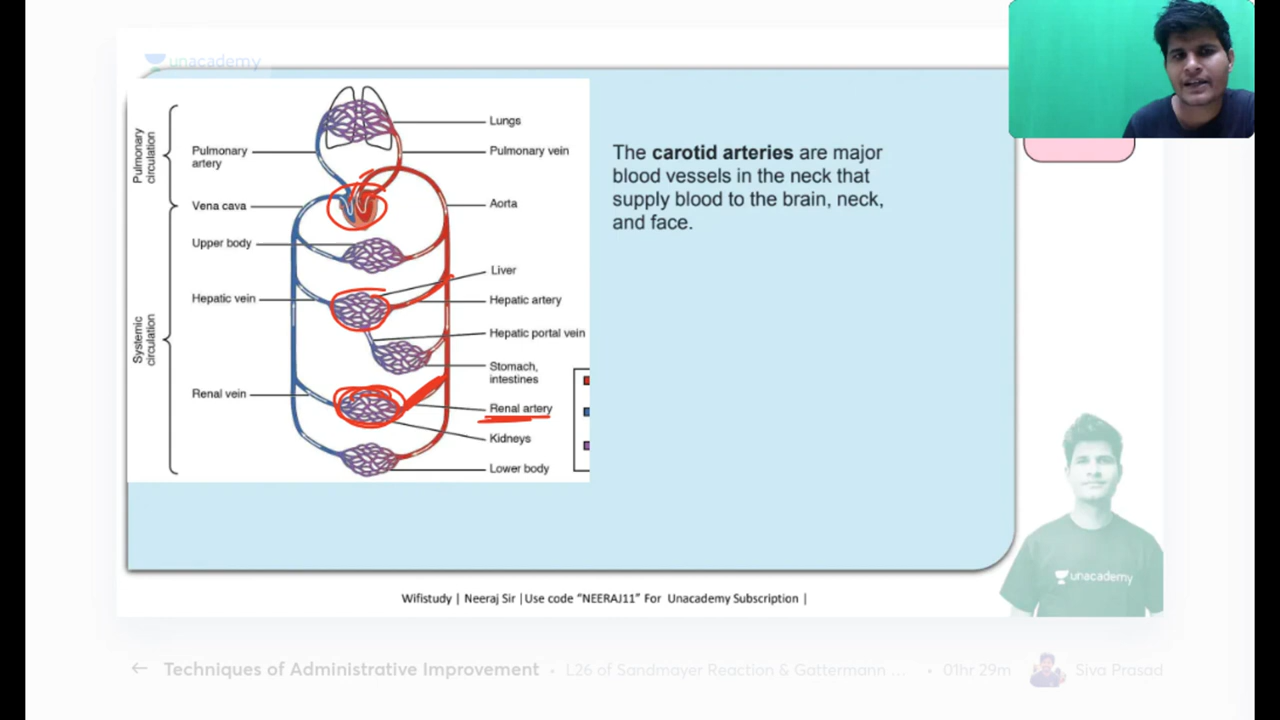 unacademy
Pulmonary
circulation
Systemic
circulation
Pulmonary
artery
Vena cava
Upper body
Hepatic vein
Renal vein
Lungs
Pulmonary vein
Aorta
Liver
Hepatic artery
Hepatic portal vein
Stomach,
intestines
Renal artery
Kidneys
Lower body
The carotid arteries are major
blood vessels in the neck that
supply blood to the brain, neck,
and face.
unacademy
Wifistudy | Neeraj Sir |Use code “NEERAJ11” For Unacademy Subscription |
← Techniques of Administrative Improvement • L26 of Sandmayer Reaction & Gattermann ... • 01hr 29m Siva Prasad